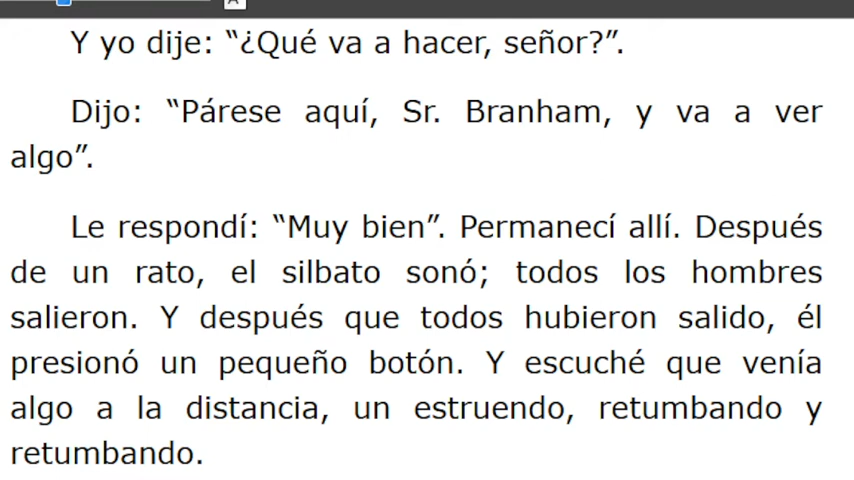 Y yo dije: “¿Qué va a hacer, señor?”.
Dijo: “Párese aquí, Sr. Branham, y va a ver
algo”.
Le respondí: “Muy bien”. Permanecí allí. Después
de un rato, el silbato sonó; todos los hombres
salieron. Y después que todos hubieron salido, él
presionó un pequeño botón. Y escuché que venía
algo a la distancia, un estruendo, retumbando y
retumbando.